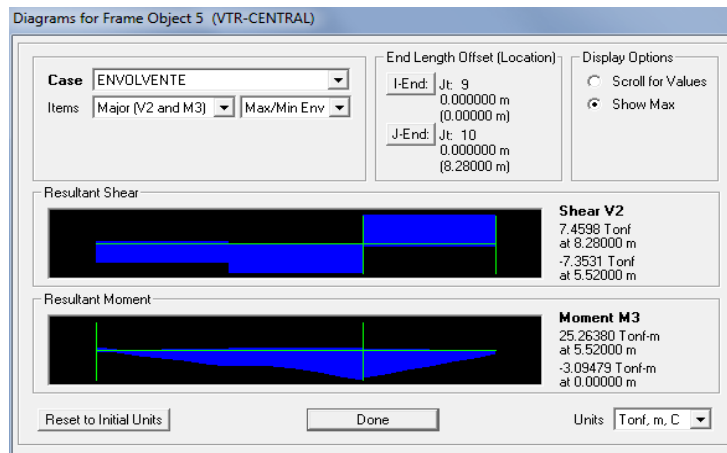 Diagrams for Frame Object 5 (VTR-CENTRAL)
Case ENVOLVENTE
Items Major (V2 and M3) Max/Min Env
End Length Offset (Location)
I-End: Jt: 9
0.000000 m
(0.00000 m)
J-End: Jt: 10
0.000000 m
(8.28000 m)
Display Options
Scroll for Values
Show Max
Resultant Shear
Shear V2
7.4598 Tonf
at 8.28000 m
-7.3531 Tonf
at 5.52000 m
Resultant Moment
Moment M3
25.26380 Tonf-m
at 5.52000 m
-3.09479 Tonf-m
at 0.00000 m
Reset to Initial Units
Done
Units Tonf, m, C